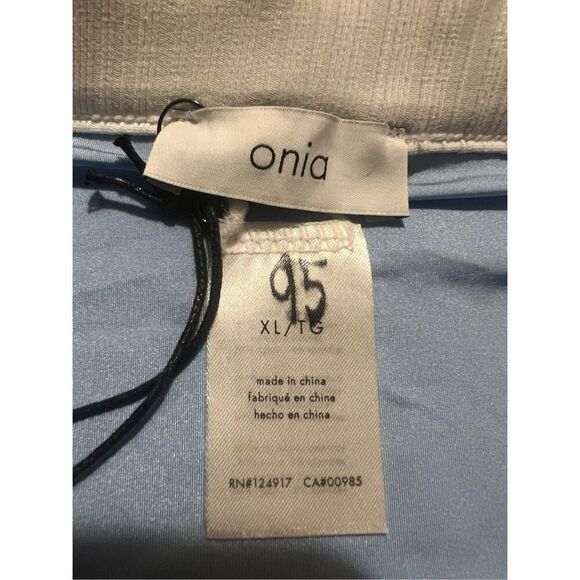 onia
95
XL/TG
made in china
fabriqué en chine
hecho en china
RN#124917 CA#00985